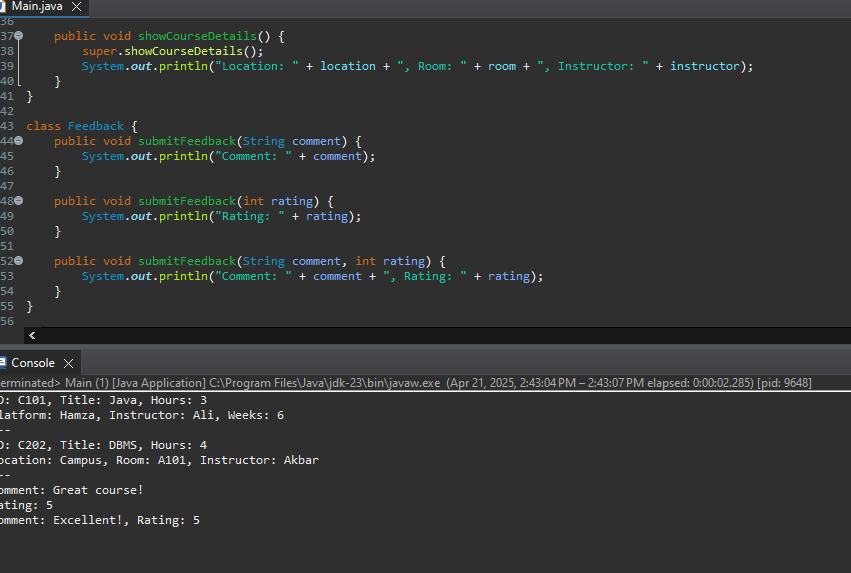 Main.java
36
37 public void showCourseDetails() {
38 super.showCourseDetails();
39 System.out.println("Location: " + location + ", Room: " + room + ", Instructor: " + instructor);
40 }
41 }
42
43 class Feedback {
44 public void submitFeedback(String comment) {
45 System.out.println("Comment: " + comment);
46 }
47
48 public void submitFeedback(int rating) {
49 System.out.println("Rating: " + rating);
50 }
51
52 public void submitFeedback(String comment, int rating) {
53 System.out.println("Comment: " + comment + ", Rating: " + rating);
54 }
55 }
56
Console
erminated> Main (1) [Java Application] C:\Program Files\Java\jdk-23\bin\javaw.exe (Apr 21, 2025, 2:43:04 PM – 2:43:07 PM elapsed: 0:00:02.285) [pid: 9648]
D: C101, Title: Java, Hours: 3
latform: Hamza, Instructor: Ali, Weeks: 6
--
D: C202, Title: DBMS, Hours: 4
ocation: Campus, Room: A101, Instructor: Akbar
--
omment: Great course!
ating: 5
omment: Excellent!, Rating: 5